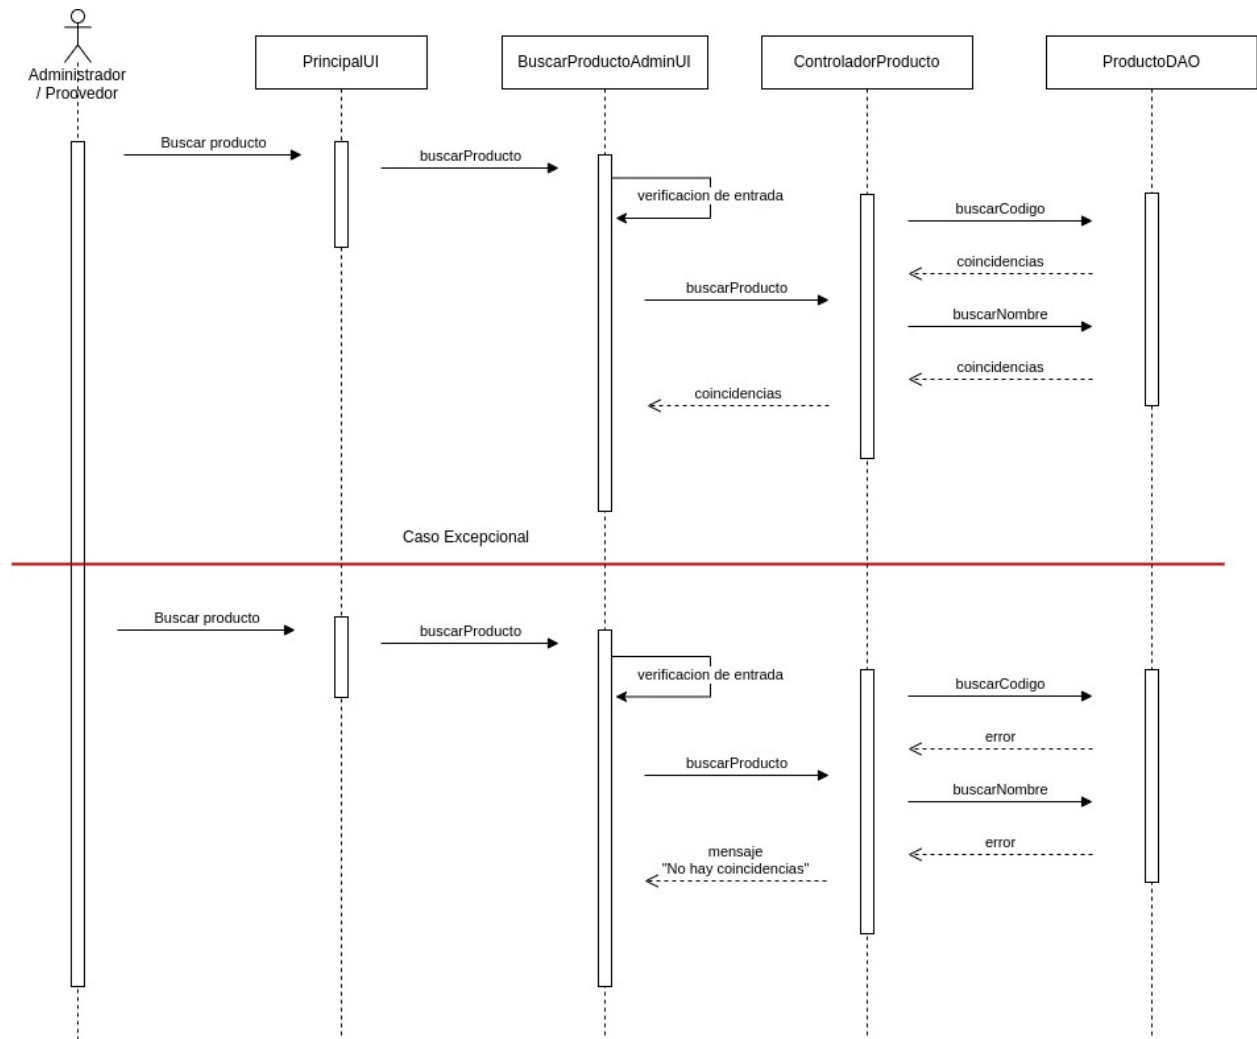 Administrador
/ Proovedor
PrincipalUI
BuscarProductoAdminUI
ControladorProducto
ProductoDAO
Buscar producto
buscarProducto
verificacion de entrada
buscarCodigo
coincidencias
buscarProducto
buscarNombre
coincidencias
coincidencias
Caso Excepcional
Buscar producto
buscarProducto
verificacion de entrada
buscarCodigo
error
buscarProducto
buscarNombre
error
mensaje
"No hay coincidencias"